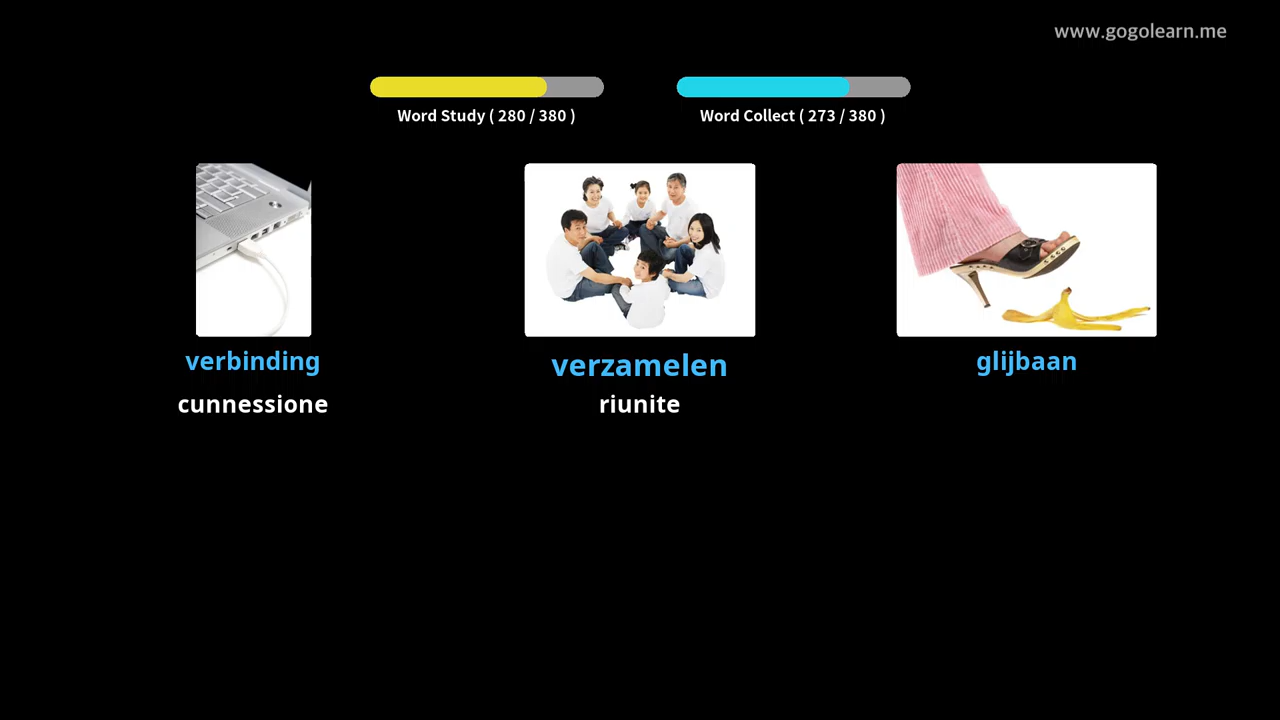 www.gogolearn.me
Word Study ( 280 / 380 )
Word Collect ( 273 / 380 )
verbinding
verzamelen
glijbaan
cunnessione
riunite